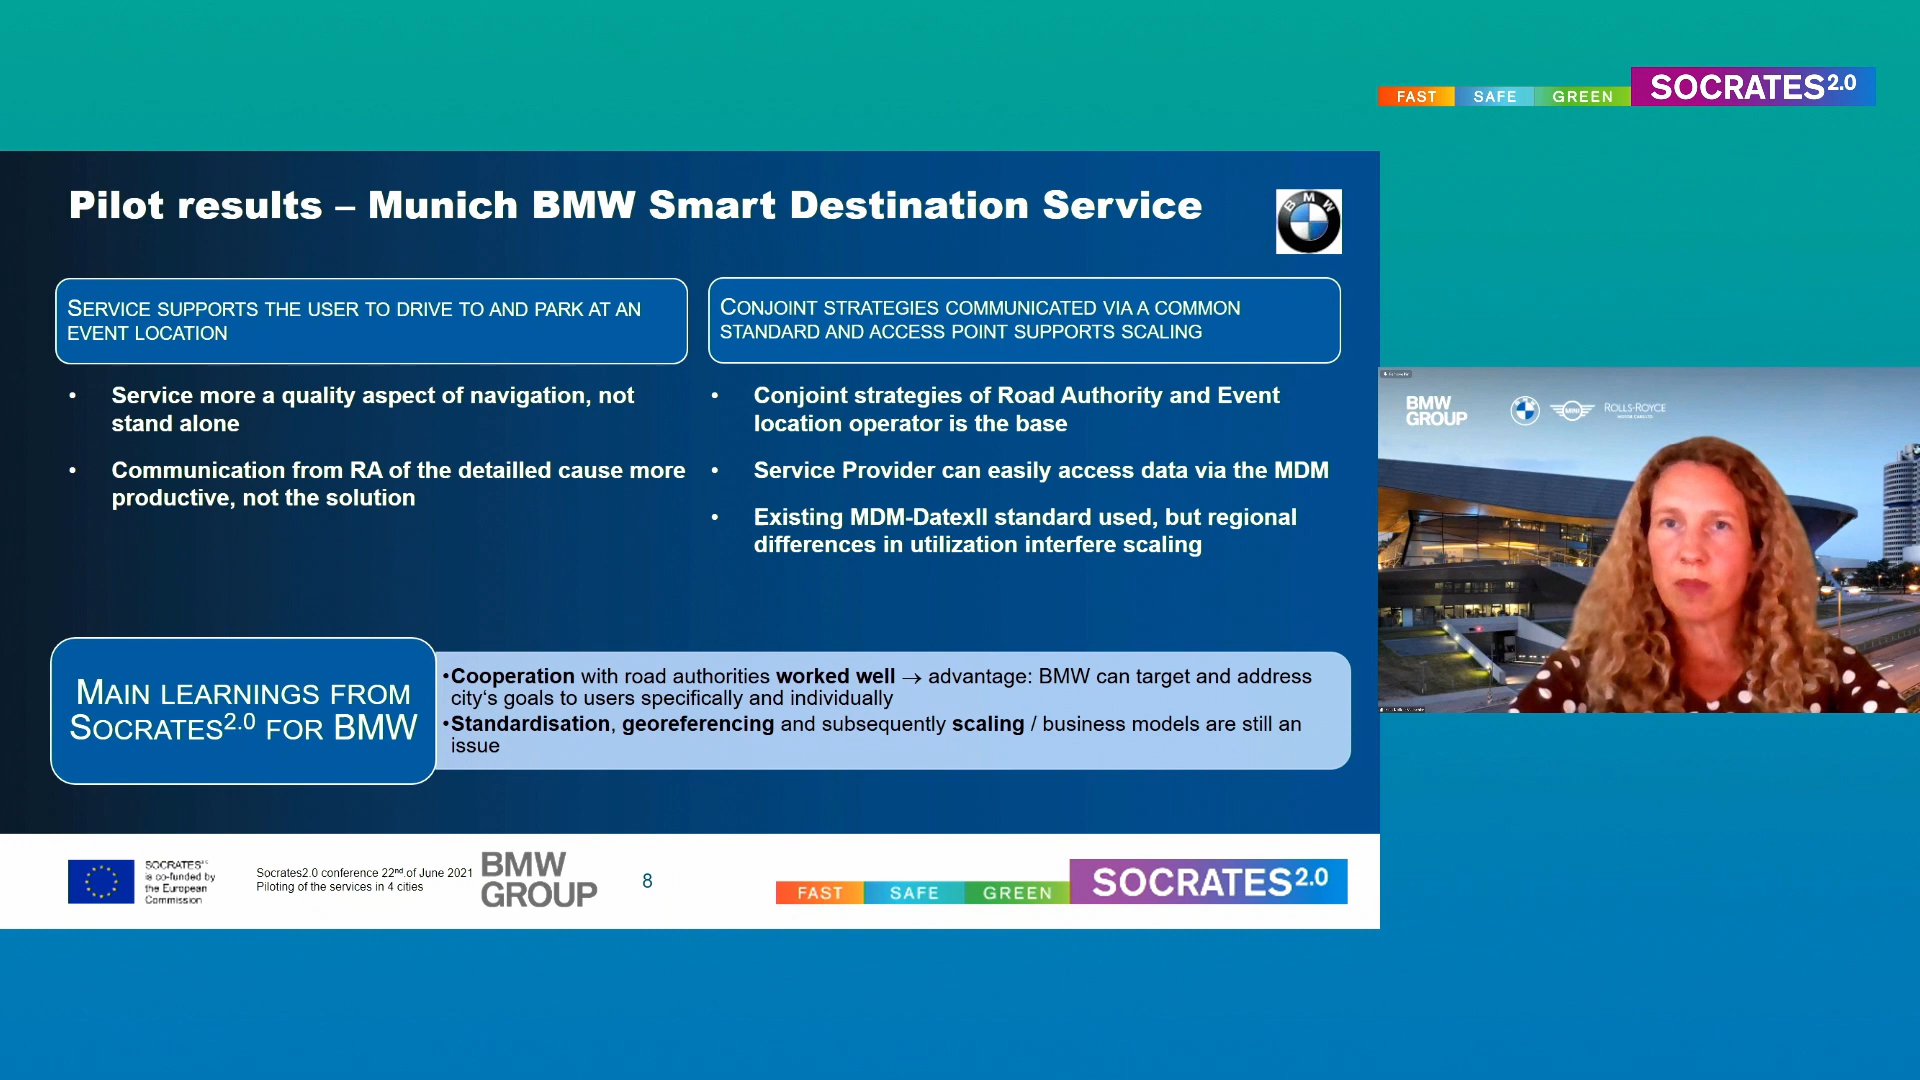 FAST SAFE GREEN SOCRATES2.0
Pilot results – Munich BMW Smart Destination Service
BMW
SERVICE SUPPORTS THE USER TO DRIVE TO AND PARK AT AN
EVENT LOCATION
• Service more a quality aspect of navigation, not
stand alone
• Communication from RA of the detailled cause more
productive, not the solution
CONJOINT STRATEGIES COMMUNICATED VIA A COMMON
STANDARD AND ACCESS POINT SUPPORTS SCALING
• Conjoint strategies of Road Authority and Event
location operator is the base
• Service Provider can easily access data via the MDM
• Existing MDM-DatexII standard used, but regional
differences in utilization interfere scaling
BMW
GROUP
MINI
ROLLS-ROYCE
MOTOR CARS LTD
MAIN LEARNINGS FROM
SOCRATES2.0 FOR BMW
•Cooperation with road authorities worked well → advantage: BMW can target and address
city‘s goals to users specifically and individually
•Standardisation, georeferencing and subsequently scaling / business models are still an
issue
SOCRATES2.0
is co-funded by
the European
Commission
Socrates2.0 conference 22nd.of June 2021
Piloting of the services in 4 cities
BMW
GROUP
8
FAST SAFE GREEN SOCRATES2.0